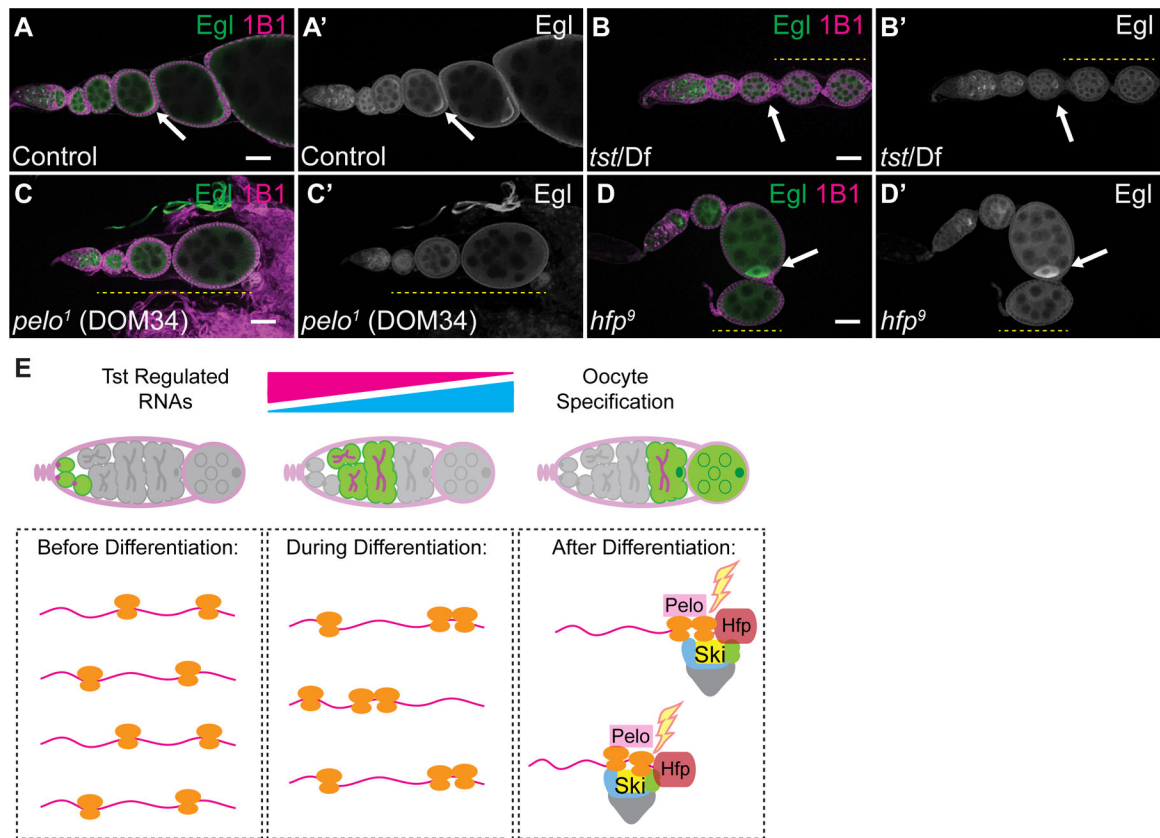 A Egl 1B1
Control
A' Egl
Control
B Egl 1B1
tst/Df
B' Egl
tst/Df
C Egl 1B1
pelo¹ (DOM34)
C' Egl
pelo¹ (DOM34)
D Egl 1B1
hfp⁹
D' Egl
hfp⁹
E
Tst Regulated
RNAs
Oocyte
Specification
Before Differentiation:
During Differentiation:
After Differentiation:
Pelo
Hfp
Ski
Pelo
Hfp
Ski